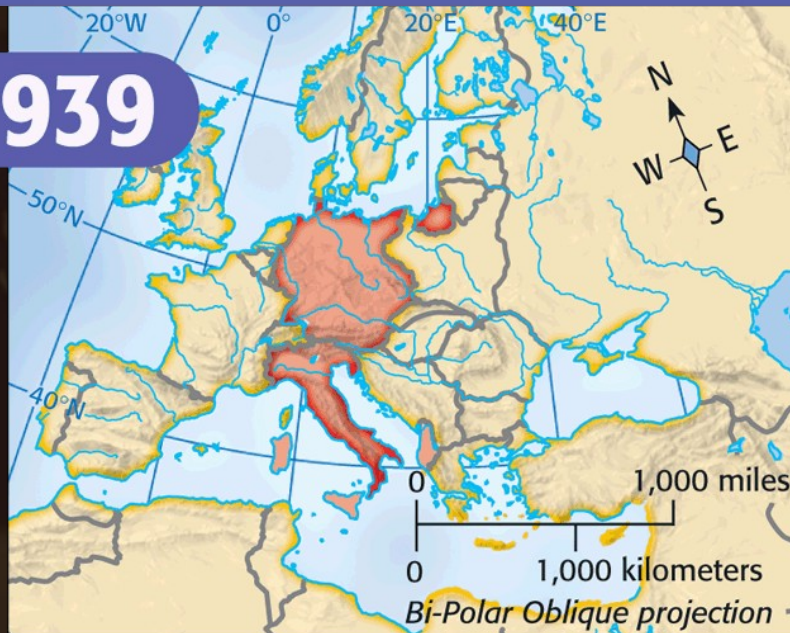 20°W 0° 20°E 40°E
939
N
W E
S
50°N
40°N
0 1,000 miles
0 1,000 kilometers
Bi-Polar Oblique projection